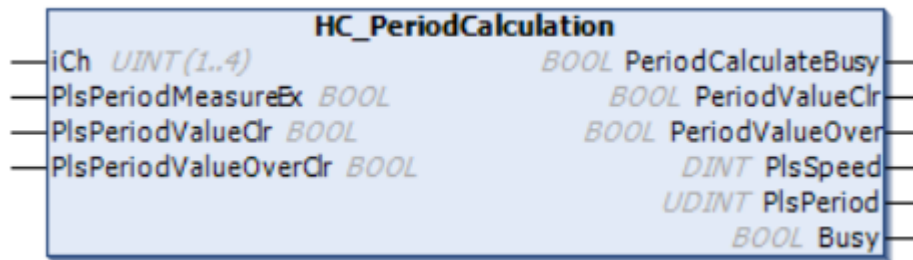 HC_PeriodCalculation
iCh UINT(1..4) BOOL PeriodCalculateBusy
PlsPeriodMeasureEx BOOL BOOL PeriodValueClr
PlsPeriodValueClr BOOL BOOL PeriodValueOver
PlsPeriodValueOverClr BOOL DINT PlsSpeed
UDINT PlsPeriod
BOOL Busy